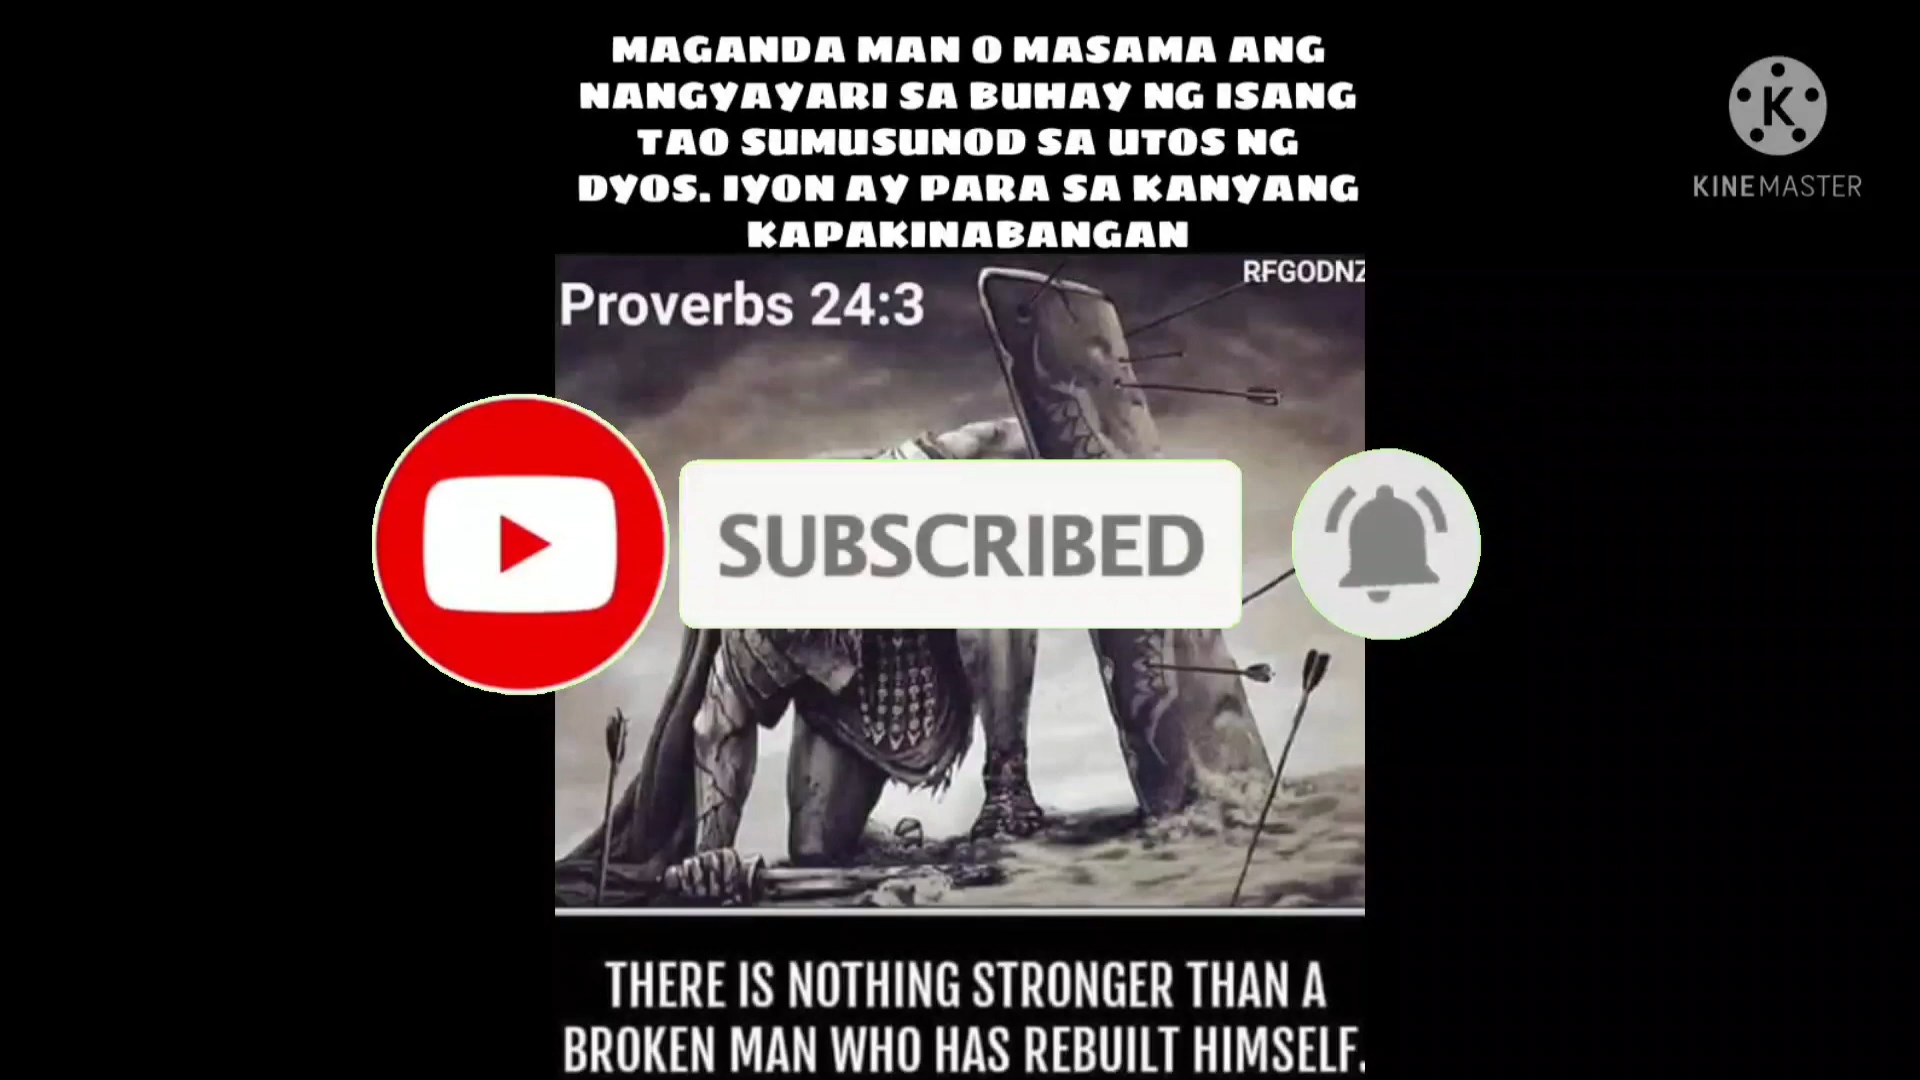 MAGANDA MAN O MASAMA ANG
NANGYAYARI SA BUHAY NG ISANG
TAO SUMUSUNOD SA UTOS NG
DYOS. IYON AY PARA SA KANYANG
KAPAKINABANGAN
K
KINEMASTER
RFGODNZ
Proverbs 24:3
SUBSCRIBED
THERE IS NOTHING STRONGER THAN A
BROKEN MAN WHO HAS REBUILT HIMSELF.